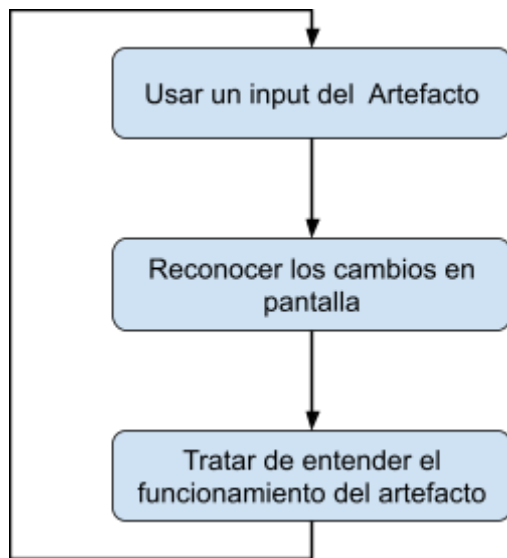 Usar un input del Artefacto
Reconocer los cambios en
pantalla
Tratar de entender el
funcionamiento del artefacto